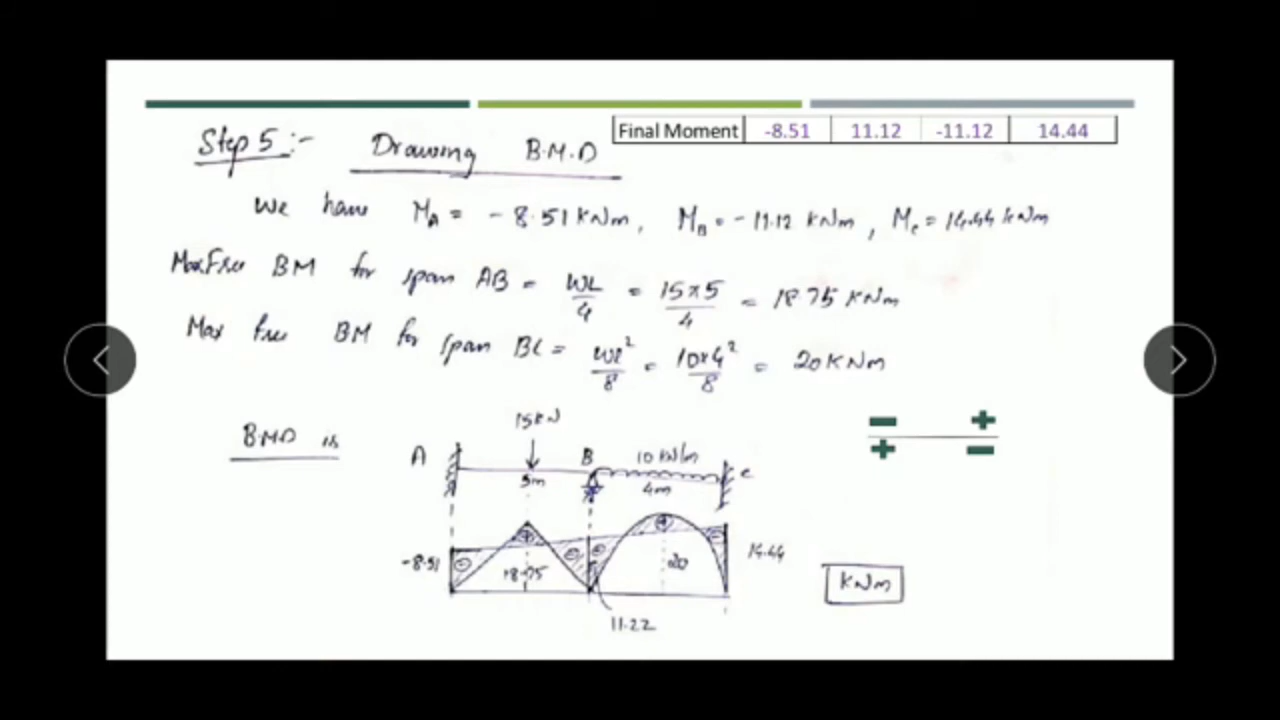 Final Moment -8.51 11.12 -11.12 14.44
Step 5:- Drawing B.M.D
We have M_A = -8.51 kNm, M_B = -11.12 kNm, M_C = 14.44 kNm
Max Free BM for span AB = WL/4 = 15×5/4 = 18.75 KNm
Max free BM for span BC = wl²/8 = 10×4²/8 = 20 KNm
- +
+ -
BMD is
15KN
A B 10 kN/m C
5m 4m
-8.51 - + - - + - 14.44
18.75 20
KNm
11.22